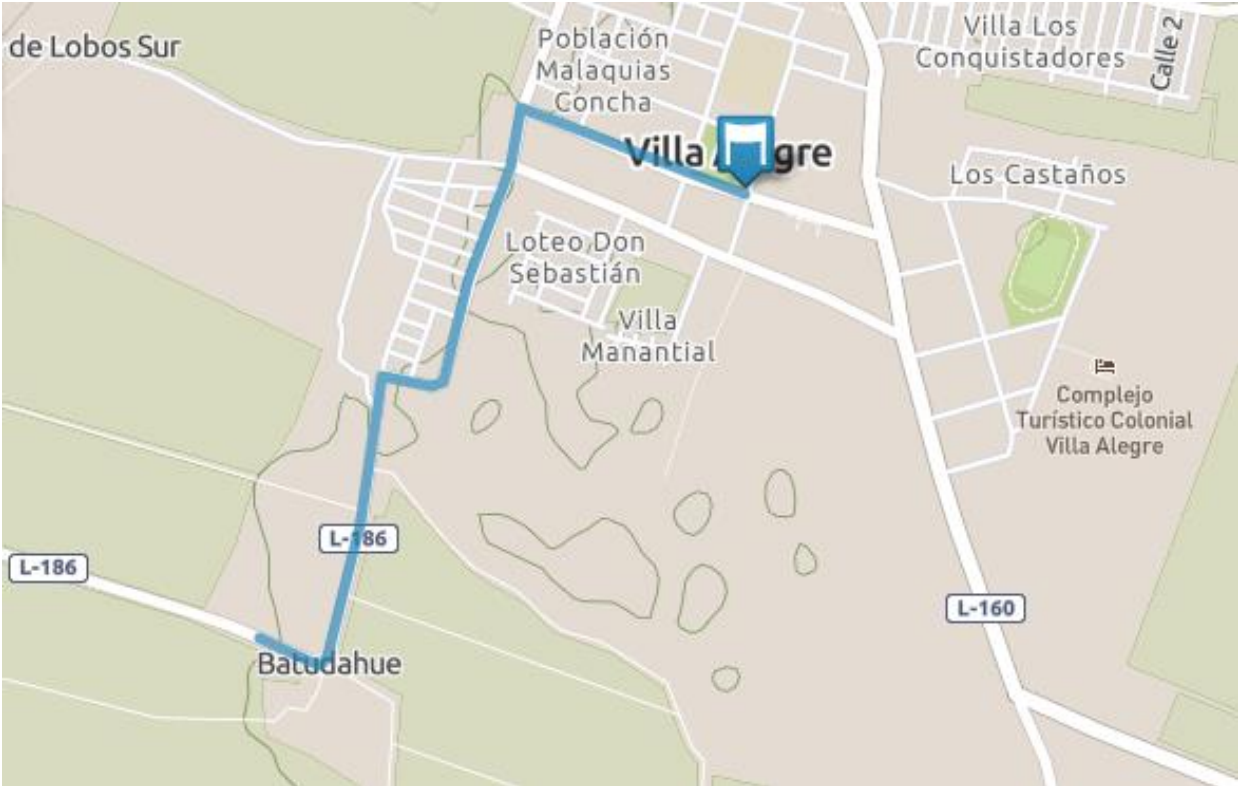 de Lobos Sur
Población
Malaquias
Concha
Villa Los
Conquistadores
Calle 2
Villa Alegre
Los Castaños
Loteo Don
Sebastián
Villa
Manantial
Complejo
Turístico Colonial
Villa Alegre
L-186
L-186
L-160
Batudahue